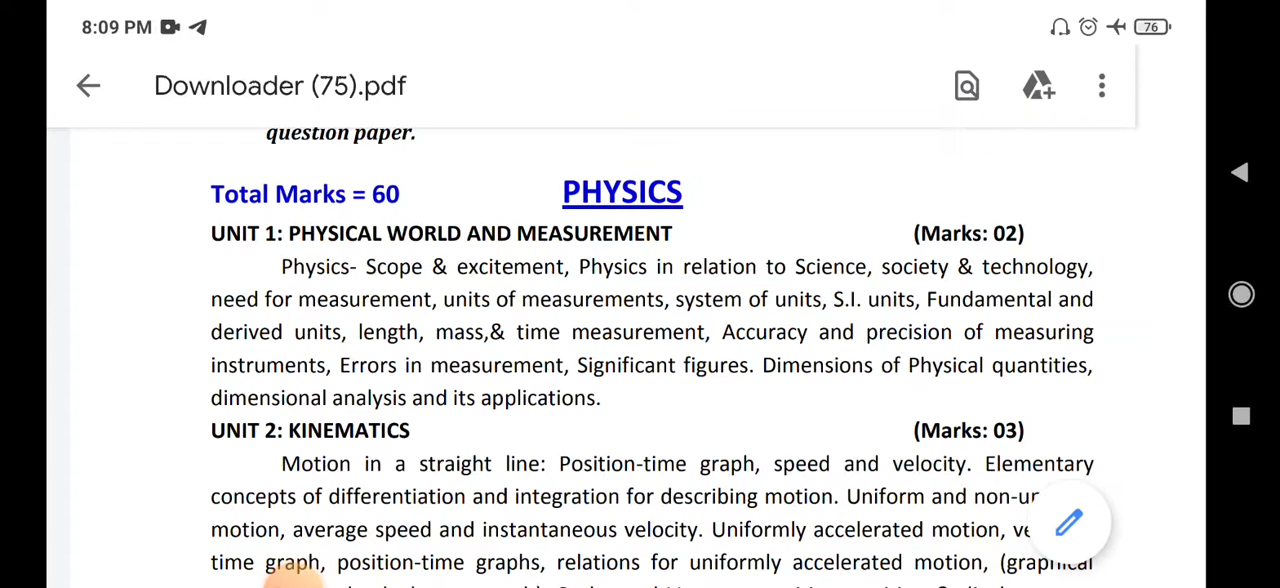 8:09 PM
76
Downloader (75).pdf
question paper.
Total Marks = 60 PHYSICS
UNIT 1: PHYSICAL WORLD AND MEASUREMENT (Marks: 02)
Physics- Scope & excitement, Physics in relation to Science, society & technology,
need for measurement, units of measurements, system of units, S.I. units, Fundamental and
derived units, length, mass,& time measurement, Accuracy and precision of measuring
instruments, Errors in measurement, Significant figures. Dimensions of Physical quantities,
dimensional analysis and its applications.
UNIT 2: KINEMATICS (Marks: 03)
Motion in a straight line: Position-time graph, speed and velocity. Elementary
concepts of differentiation and integration for describing motion. Uniform and
motion, average speed and instantaneous velocity. Uniformly accelerated motion,
time graph, position-time graphs, relations for uniformly accelerated motion, (graphical